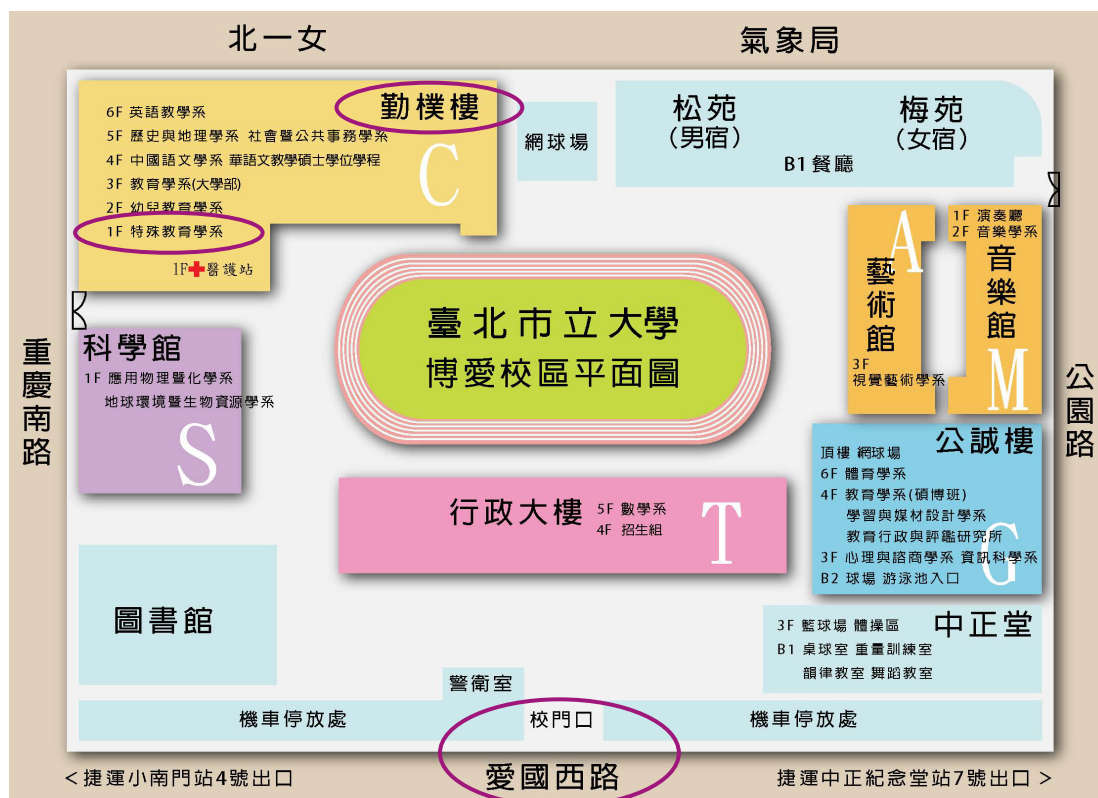 北一女
氣象局
勤樸樓
6F 英語教學系
5F 歷史與地理學系 社會暨公共事務學系
4F 中國語文學系 華語文教學碩士學位學程
3F 教育學系(大學部)
2F 幼兒教育學系
1F 特殊教育學系
1F 醫護站
C
網球場
松苑
(男宿)
梅苑
(女宿)
B1 餐廳
A
藝術館
3F
視覺藝術學系
1F 演奏廳
2F 音樂學系
音樂館
M
臺北市立大學
博愛校區平面圖
重慶南路
公園路
科學館
1F 應用物理暨化學系
地球環境暨生物資源學系
S
公誠樓
頂樓 網球場
6F 體育學系
4F 教育學系(碩博班)
學習與媒材設計學系
教育行政與評鑑研究所
3F 心理與諮商學系 資訊科學系
B2 球場 游泳池入口
G
行政大樓
5F 數學系
4F 招生組
T
圖書館
中正堂
3F 籃球場 體操區
B1 桌球室 重量訓練室
韻律教室 舞蹈教室
警衛室
機車停放處
校門口
機車停放處
<捷運小南門站4號出口
愛國西路
捷運中正紀念堂站7號出口 >